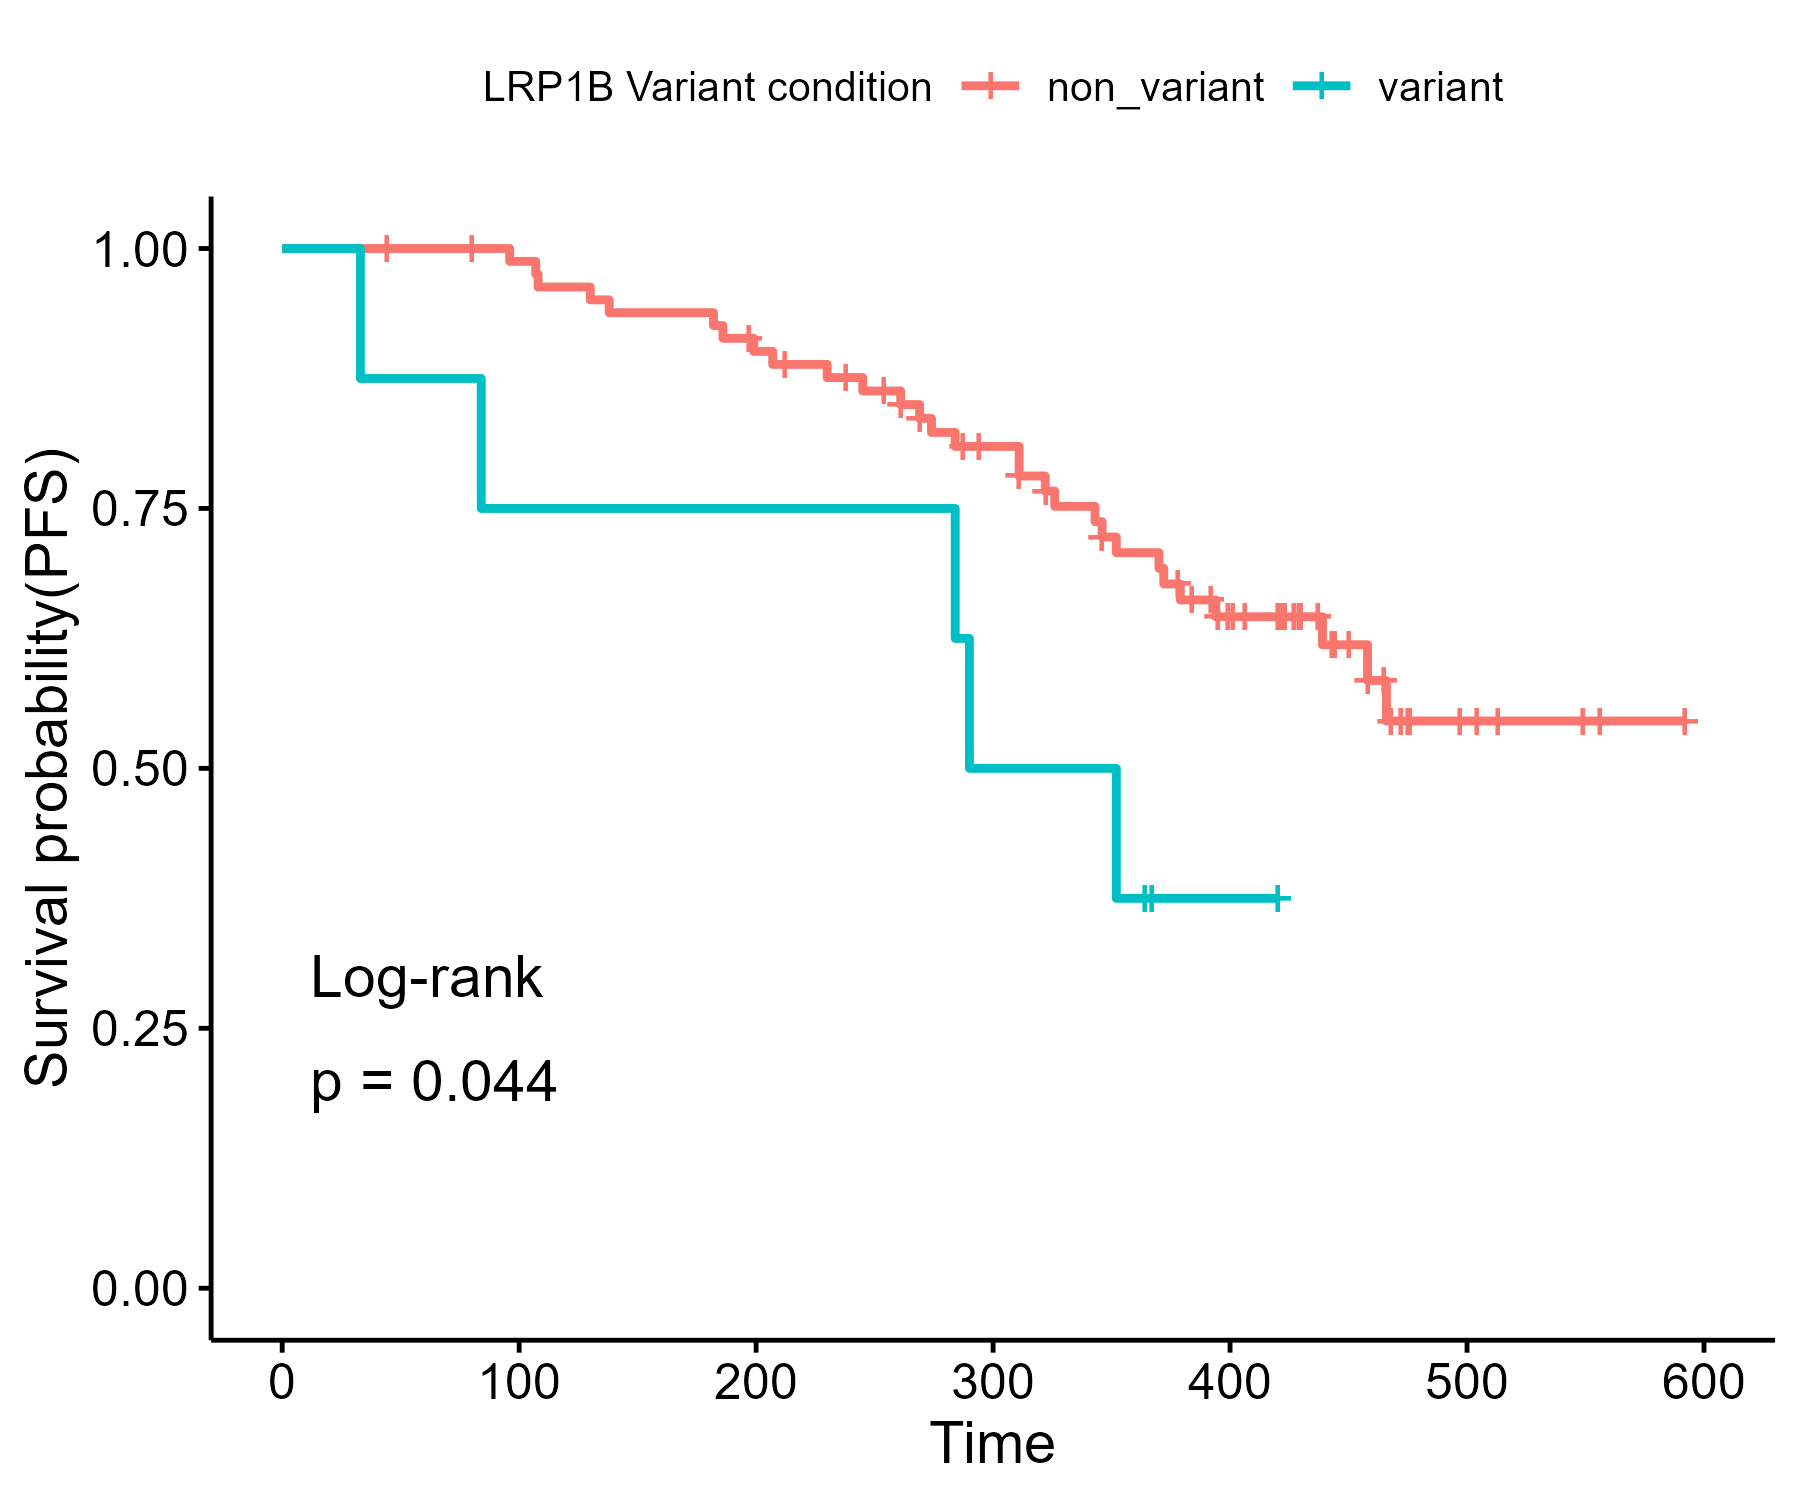 LRP1B Variant condition non_variant variant
Survival probability(PFS)
1.00
0.75
0.50
0.25
0.00
Log-rank
p = 0.044
0 100 200 300 400 500 600
Time